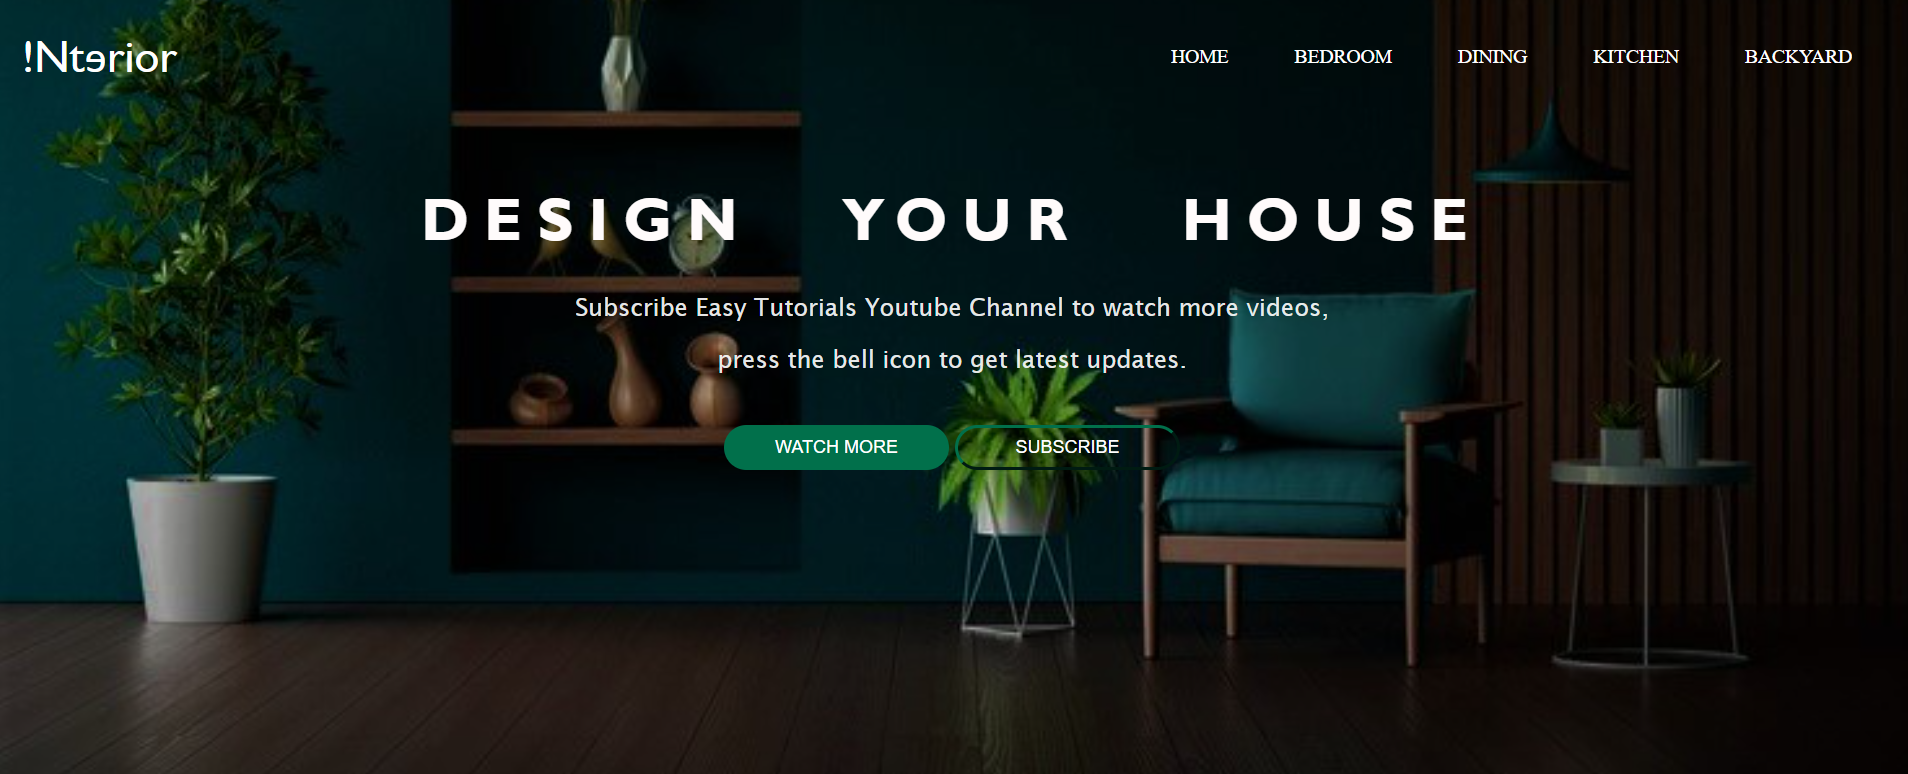 !Ntɘrior
HOME BEDROOM DINING KITCHEN BACKYARD
DESIGN YOUR HOUSE
Subscribe Easy Tutorials Youtube Channel to watch more videos,
press the bell icon to get latest updates.
WATCH MORE SUBSCRIBE